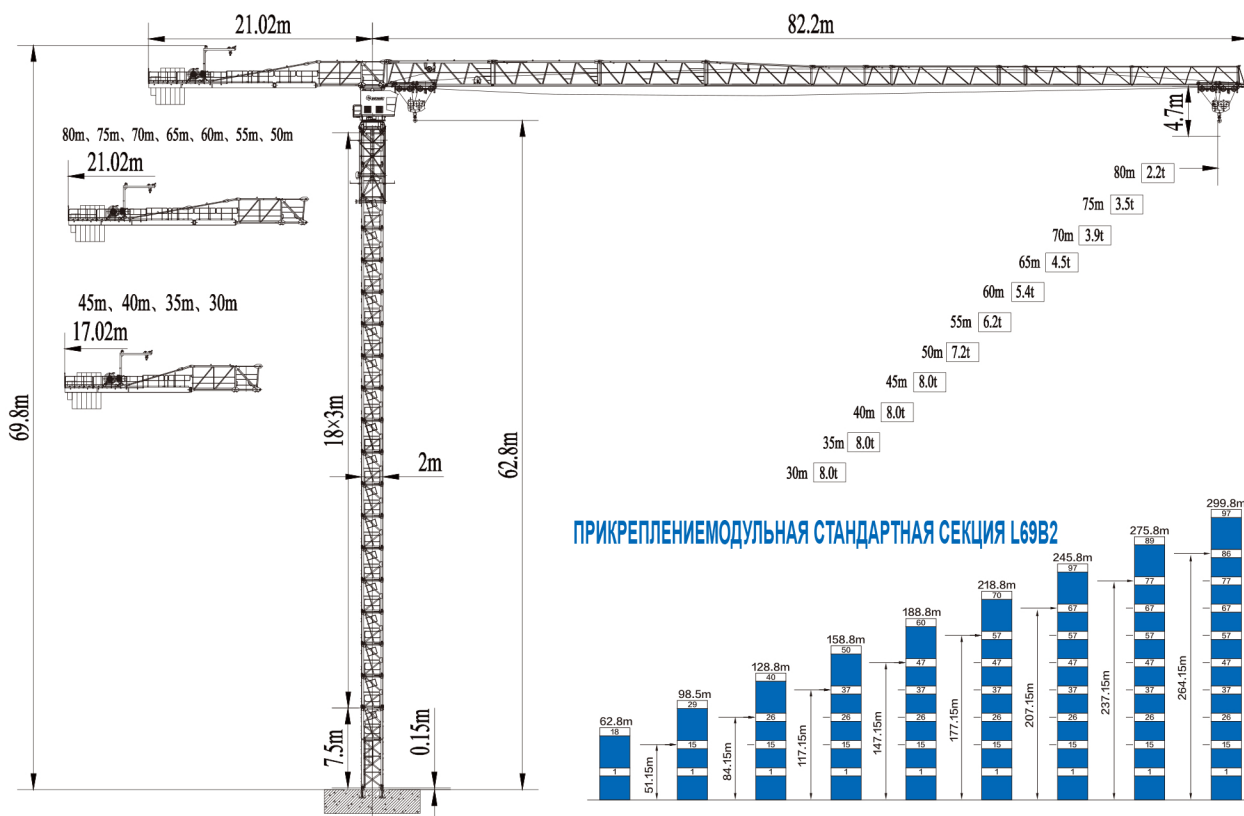 21.02m
82.2m
4.7m
80m、75m、70m、65m、60m、55m、50m
21.02m
45m、40m、35m、30m
17.02m
69.8m
18×3m
2m
62.8m
7.5m
0.15m
80m 2.2t
75m 3.5t
70m 3.9t
65m 4.5t
60m 5.4t
55m 6.2t
50m 7.2t
45m 8.0t
40m 8.0t
35m 8.0t
30m 8.0t
ПРИКРЕПЛЕНИЕМОДУЛЬНАЯ СТАНДАРТНАЯ СЕКЦИЯ L69B2
62.8m
18
1
51.15m
98.5m
29
15
1
84.15m
128.8m
40
26
15
1
117.15m
158.8m
50
37
26
15
1
147.15m
188.8m
60
47
37
26
15
1
177.15m
218.8m
70
57
47
37
26
15
1
207.15m
245.8m
97
67
57
47
37
26
15
1
237.15m
275.8m
89
77
67
57
47
37
26
15
1
264.15m
299.8m
97
86
77
67
57
47
37
26
15
1